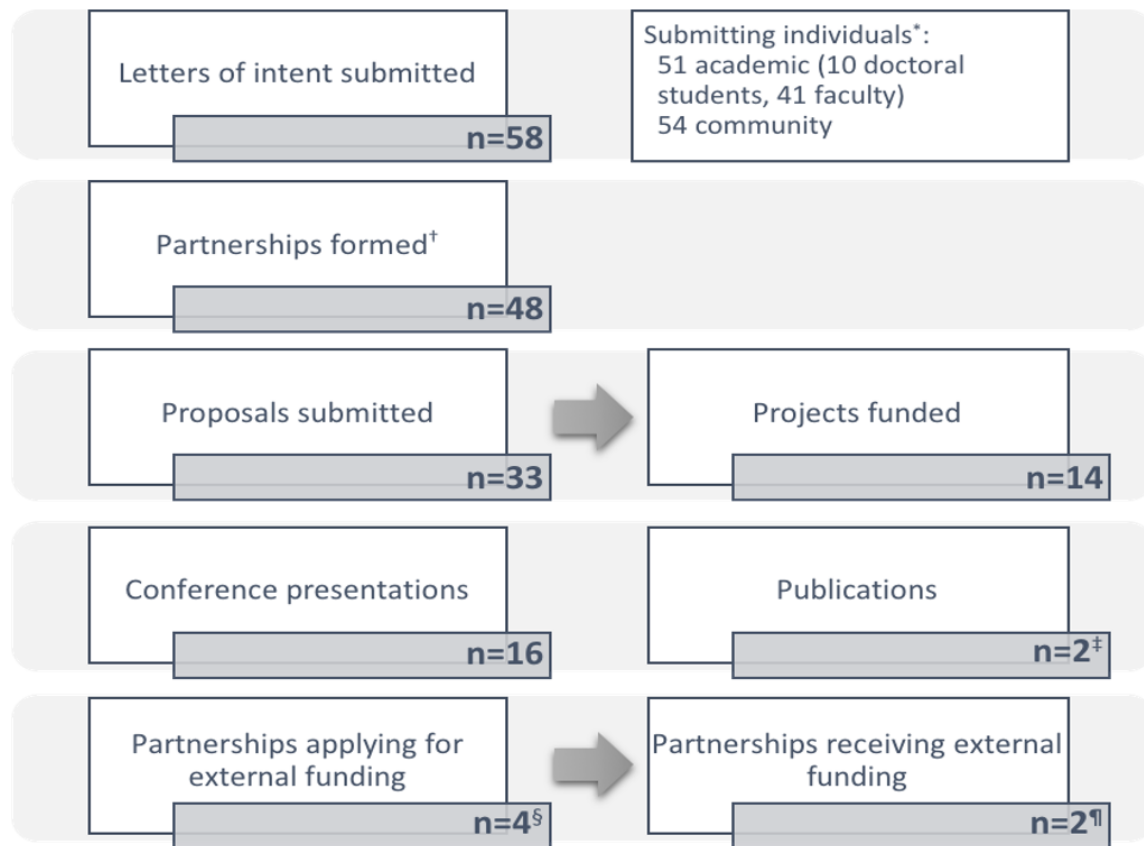 Letters of intent submitted
n=58
Submitting individuals*:
51 academic (10 doctoral
students, 41 faculty)
54 community
Partnerships formed†
n=48
Proposals submitted
n=33
Projects funded
n=14
Conference presentations
n=16
Publications
n=2‡
Partnerships applying for
external funding
n=4§
Partnerships receiving external
funding
n=2¶